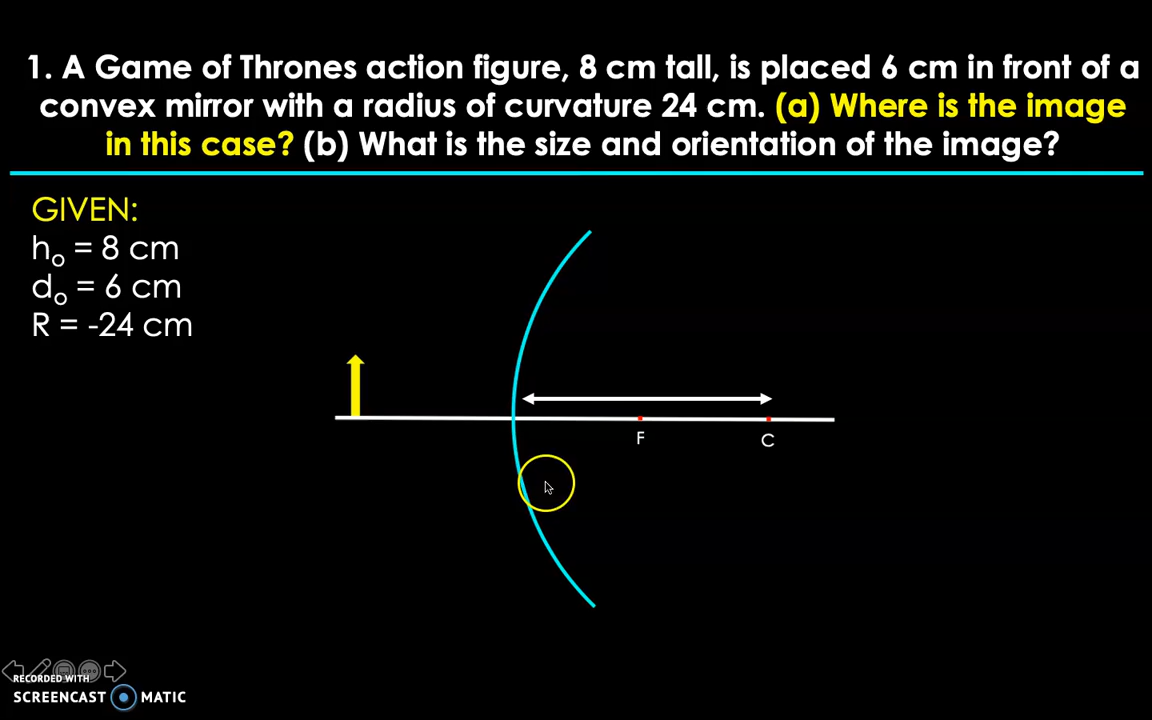 1. A Game of Thrones action figure, 8 cm tall, is placed 6 cm in front of a
convex mirror with a radius of curvature 24 cm. (a) Where is the image
in this case? (b) What is the size and orientation of the image?
GIVEN:
hₒ = 8 cm
dₒ = 6 cm
R = -24 cm
F
C
RECORDED WITH
SCREENCAST MATIC